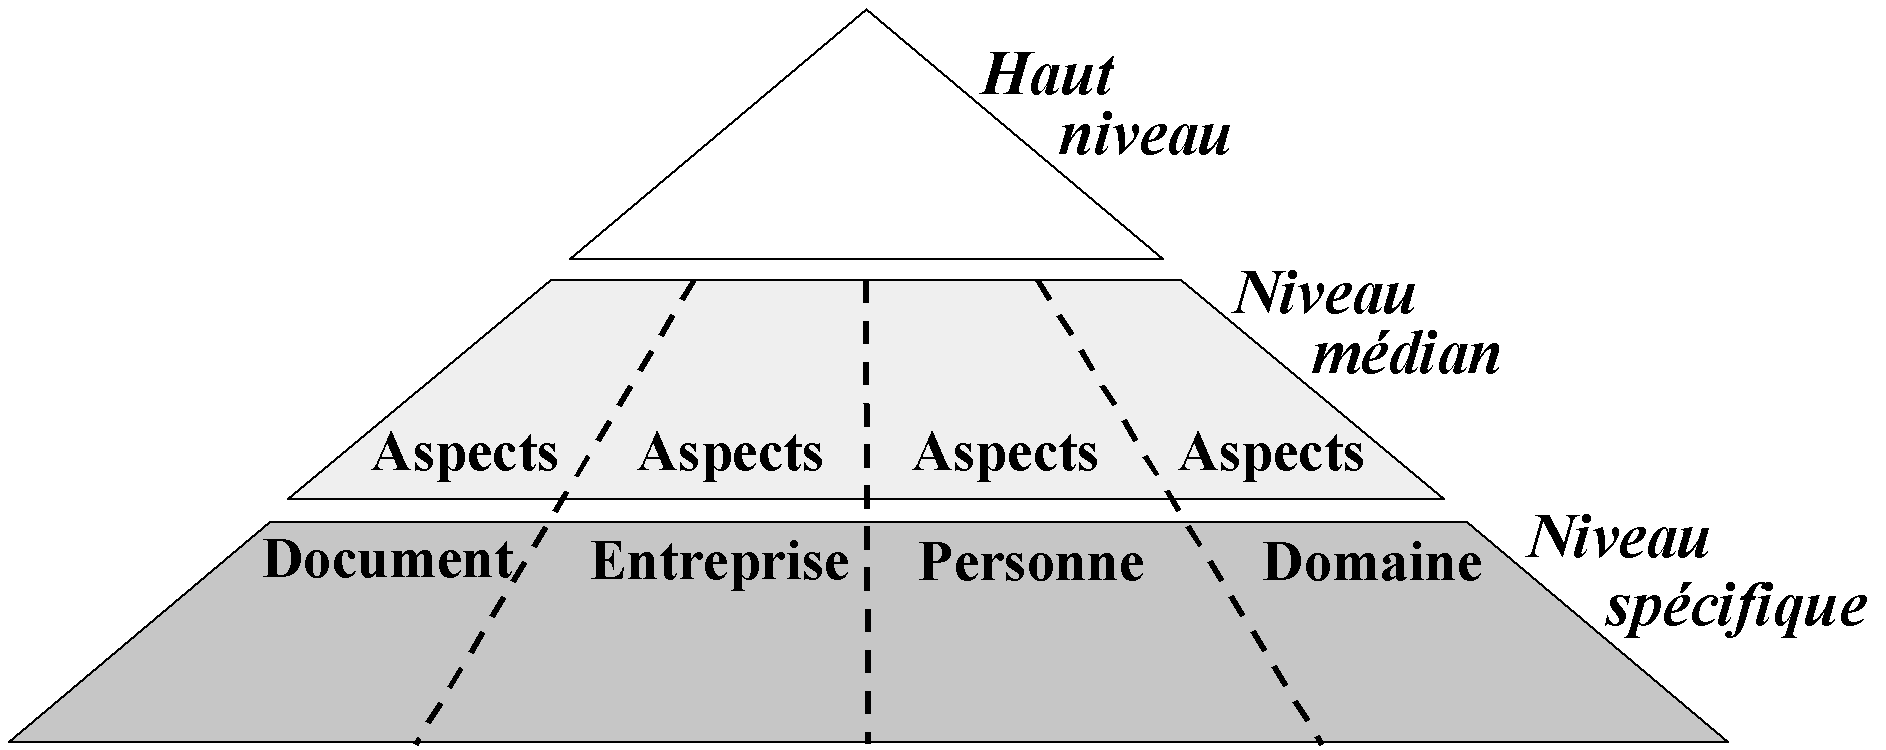 Haut
niveau
Niveau
médian
Aspects Aspects Aspects Aspects
Niveau
spécifique
Document Entreprise Personne Domaine